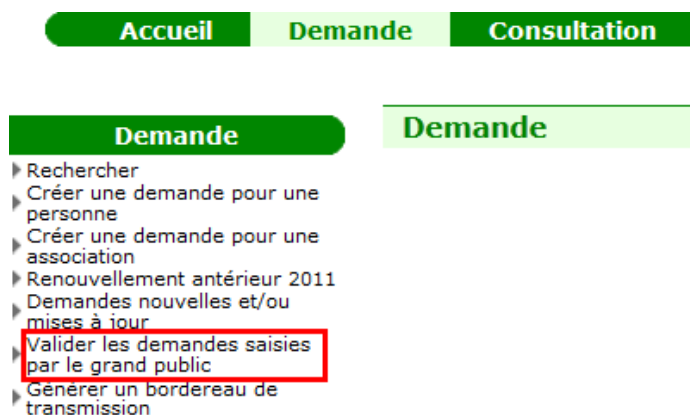 Accueil Demande Consultation
Demande
Demande
Rechercher
Créer une demande pour une
personne
Créer une demande pour une
association
Renouvellement antérieur 2011
Demandes nouvelles et/ou
mises à jour
Valider les demandes saisies
par le grand public
Générer un bordereau de
transmission